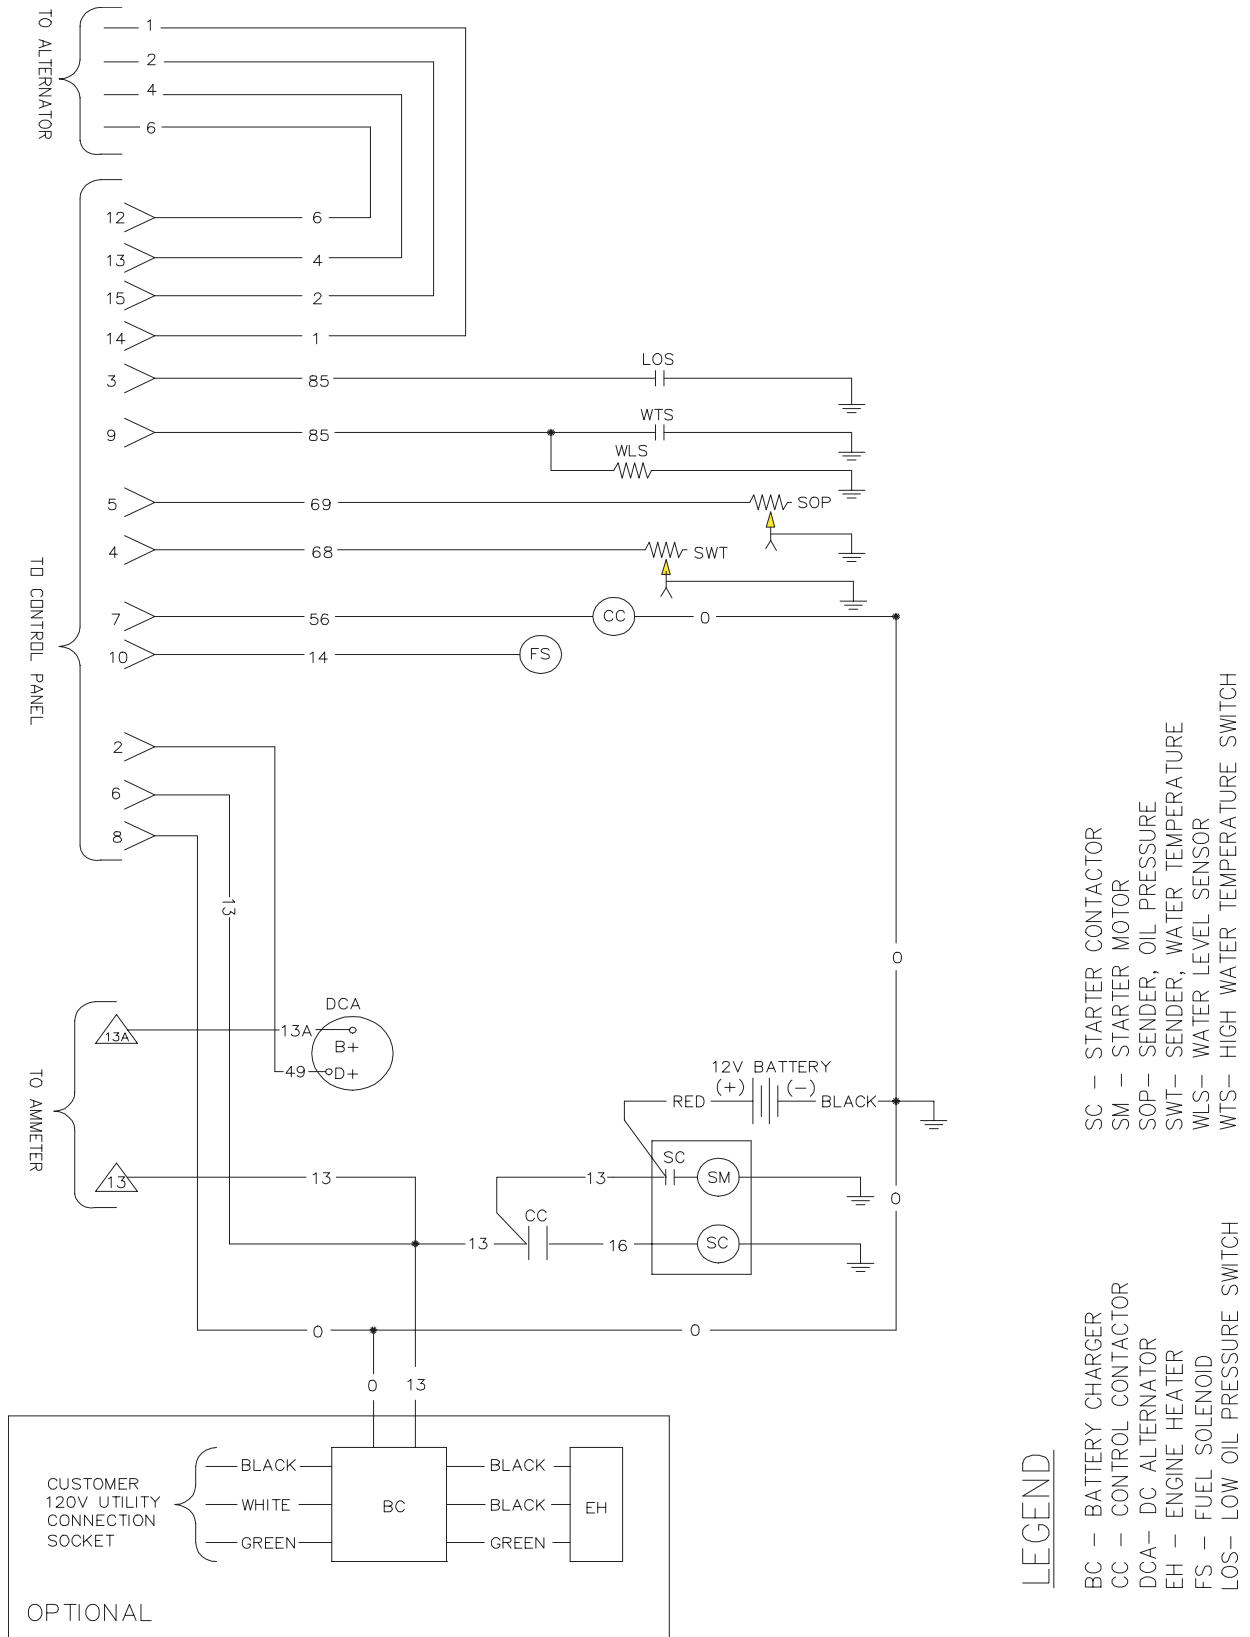 TO ALTERNATOR
1
2
4
6
TO CONTROL PANEL
12
6
13
4
15
2
14
1
3
85
LOS
9
85
WTS
WLS
5
69
SOP
4
68
SWT
7
56
CC
0
10
14
FS
2
6
8
13
0
TO AMMETER
DCA
13A
13A
B+
49
D+
12V BATTERY
(+)
(-)
RED
BLACK
13
13
13
SC
SM
0
CC
13
16
SC
0
0
0
13
CUSTOMER
120V UTILITY
CONNECTION
SOCKET
BLACK
WHITE
GREEN
BC
BLACK
BLACK
GREEN
EH
OPTIONAL
LEGEND
BC – BATTERY CHARGER
CC – CONTROL CONTACTOR
DCA– DC ALTERNATOR
EH – ENGINE HEATER
FS – FUEL SOLENOID
LOS– LOW OIL PRESSURE SWITCH
SC – STARTER CONTACTOR
SM – STARTER MOTOR
SOP– SENDER, OIL PRESSURE
SWT– SENDER, WATER TEMPERATURE
WLS– WATER LEVEL SENSOR
WTS– HIGH WATER TEMPERATURE SWITCH